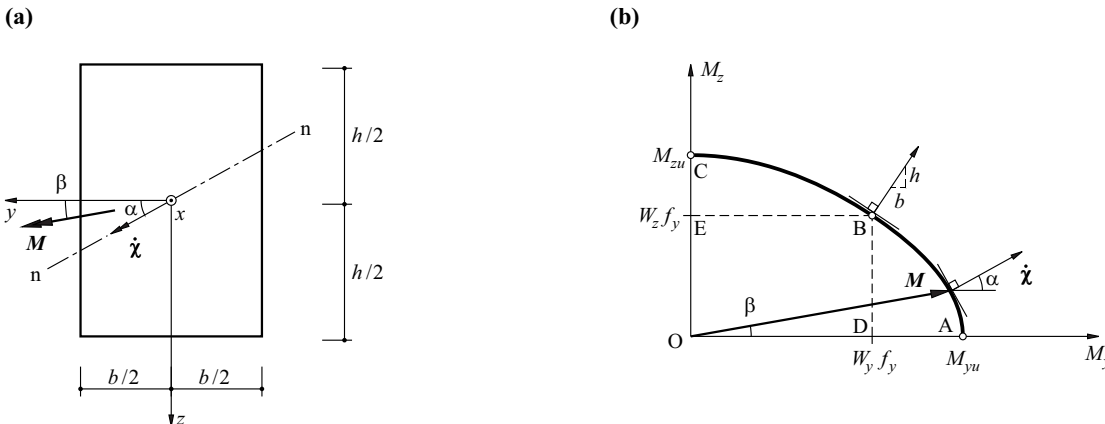 (a)
(b)
n
h/2
β
y
α
x
M
χ̇
n
h/2
b/2
b/2
z
M_z
M_zu
C
h
b
W_z f_y
E
B
M
α
χ̇
β
O
D
A
W_y f_y
M_yu